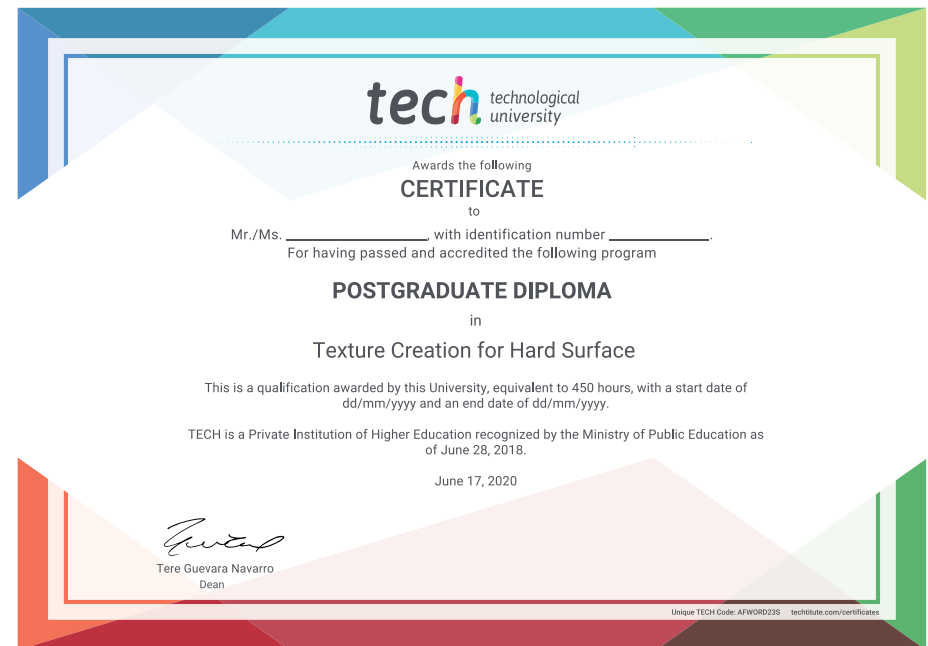 tech technological
university
Awards the following
CERTIFICATE
to
Mr./Ms. ____________________, with identification number ______________.
For having passed and accredited the following program
POSTGRADUATE DIPLOMA
in
Texture Creation for Hard Surface
This is a qualification awarded by this University, equivalent to 450 hours, with a start date of
dd/mm/yyyy and an end date of dd/mm/yyyy.
TECH is a Private Institution of Higher Education recognized by the Ministry of Public Education as
of June 28, 2018.
June 17, 2020
Tere Guevara Navarro
Dean
Unique TECH Code: AFWORD23S techtitute.com/certificates